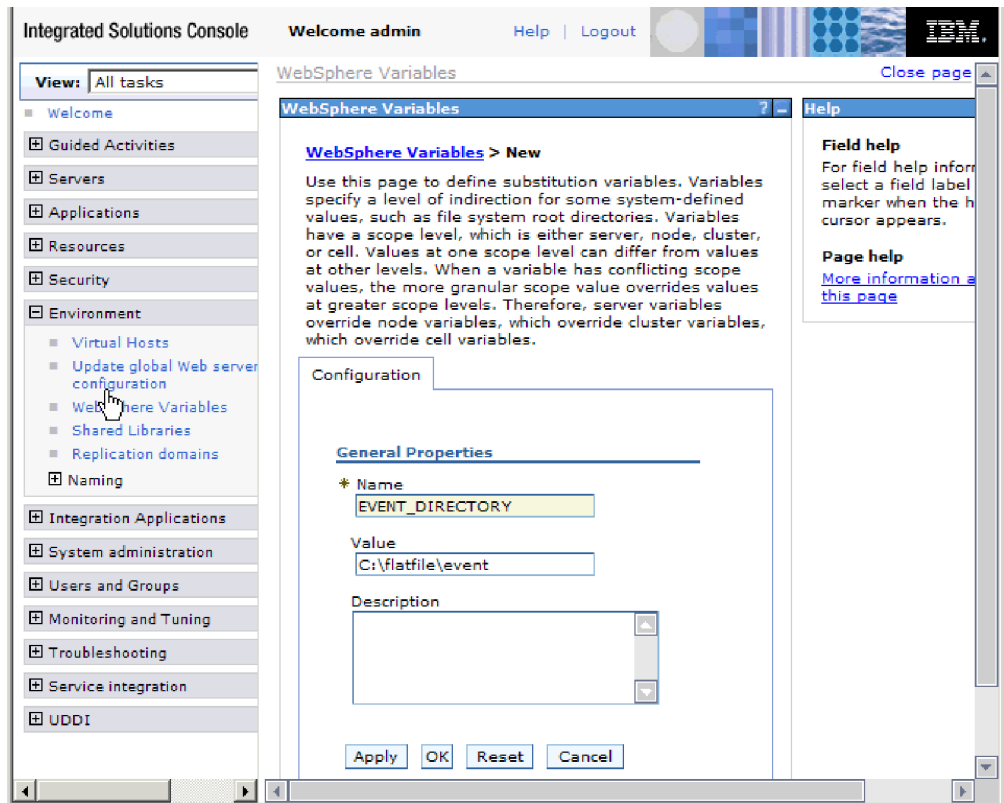 Integrated Solutions Console Welcome admin Help | Logout IBM.
View: All tasks
Welcome
Guided Activities
Servers
Applications
Resources
Security
Environment
Virtual Hosts
Update global Web server
configuration
WebSphere Variables
Shared Libraries
Replication domains
Naming
Integration Applications
System administration
Users and Groups
Monitoring and Tuning
Troubleshooting
Service integration
UDDI
WebSphere Variables Close page
WebSphere Variables ? -
WebSphere Variables > New
Use this page to define substitution variables. Variables
specify a level of indirection for some system-defined
values, such as file system root directories. Variables
have a scope level, which is either server, node, cluster,
or cell. Values at one scope level can differ from values
at other levels. When a variable has conflicting scope
values, the more granular scope value overrides values
at greater scope levels. Therefore, server variables
override node variables, which override cluster variables,
which override cell variables.
Configuration
General Properties
* Name
EVENT_DIRECTORY
Value
C:\flatfile\event
Description
Apply OK Reset Cancel
Help
Field help
For field help
select a field label
marker when the
cursor appears.
Page help
More information
this page